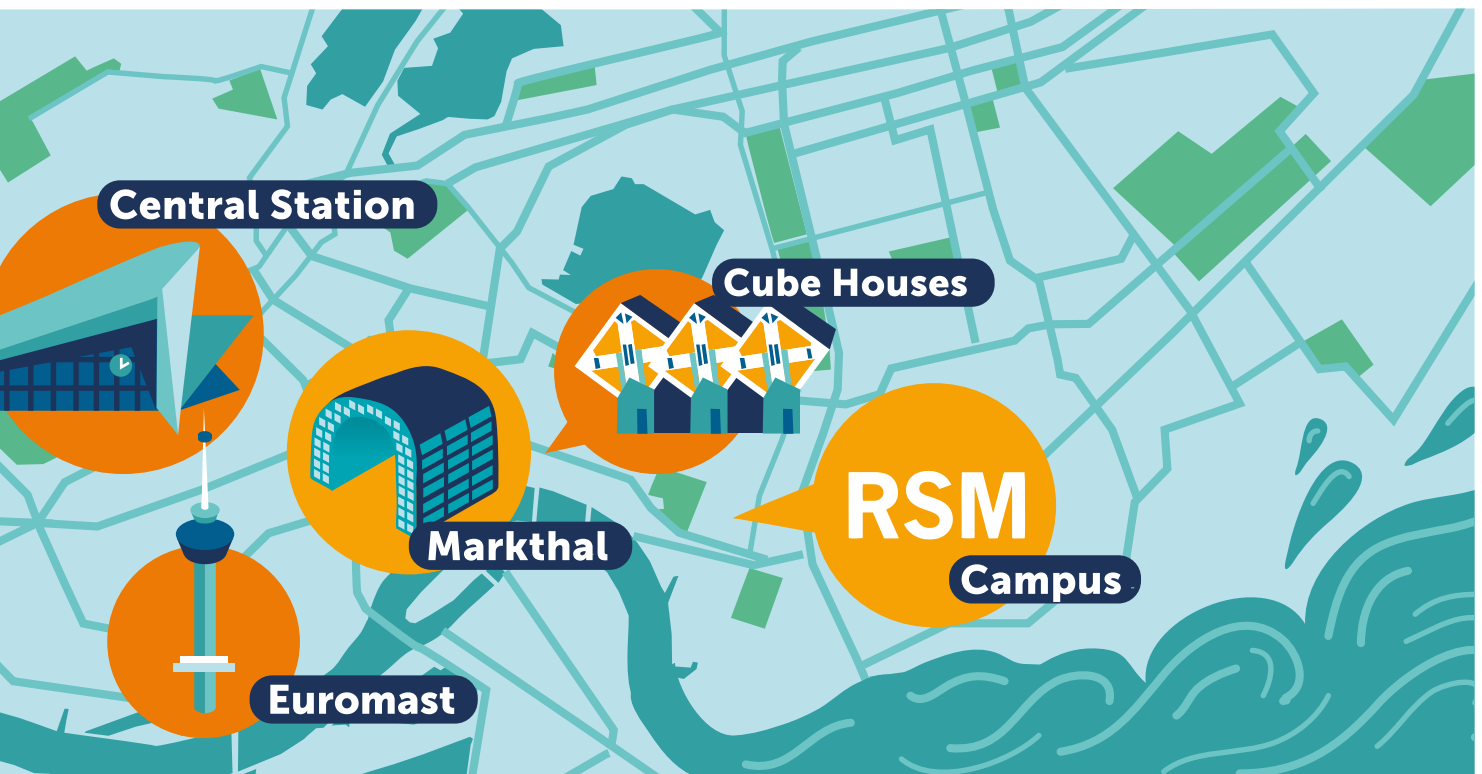 Central Station
Cube Houses
Markthal
RSM
Campus
Euromast